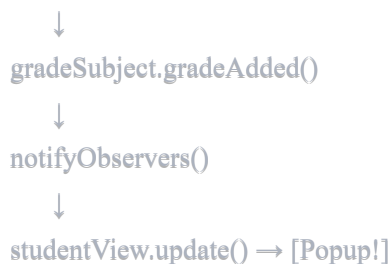 ↓
gradeSubject.gradeAdded()
↓
notifyObservers()
↓
studentView.update() → [Popup!]